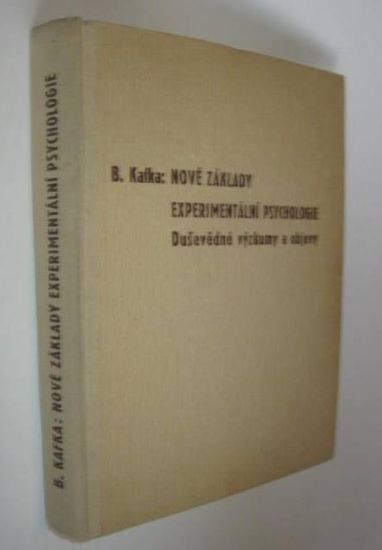 B. Kafka: NOVÉ ZÁKLADY
EXPERIMENTÁLNÍ PSYCHOLOGIE
Duševědné výzkumy a objevy
B. KAFKA: NOVÉ ZÁKLADY EXPERIMENTÁLNÍ PSYCHOLOGIE